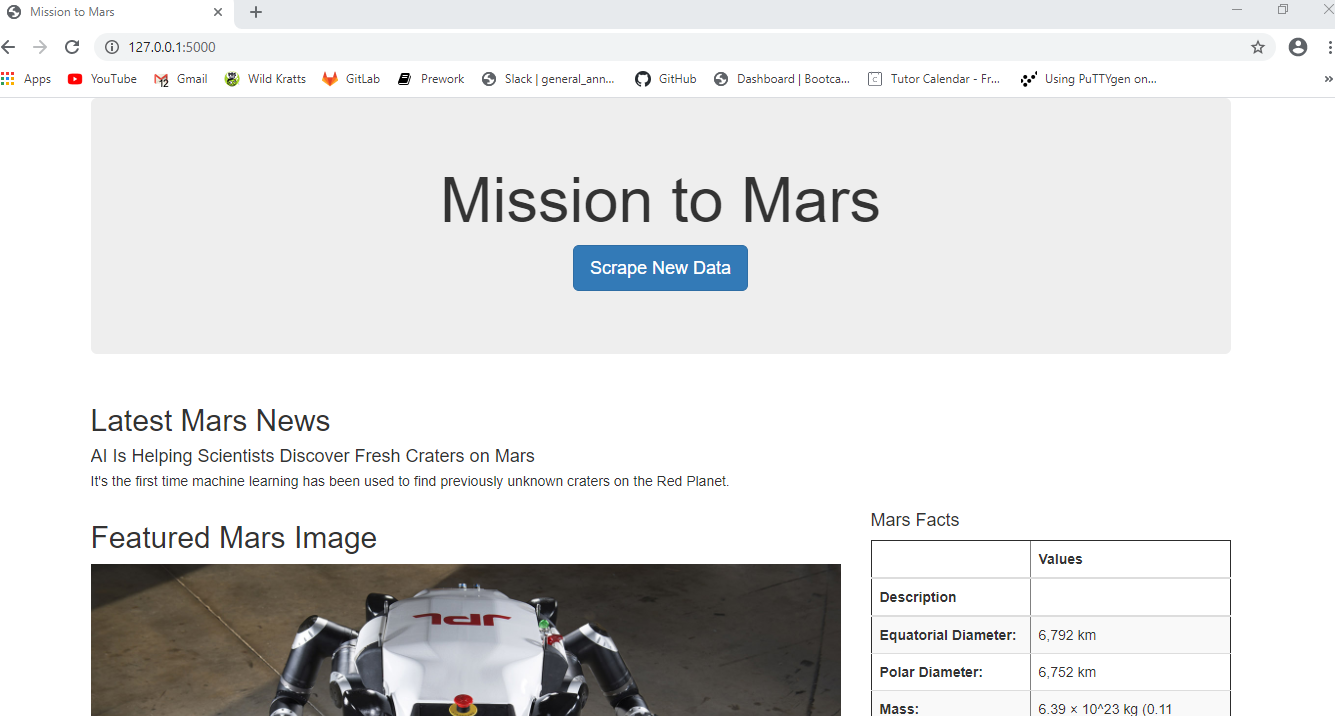 Mission to Mars
127.0.0.1:5000
Apps YouTube 12 Gmail Wild Kratts GitLab Prework Slack | general_ann... GitHub Dashboard | Bootca... C Tutor Calendar - Fr... Using PuTTYgen on... »
Mission to Mars
Scrape New Data
Latest Mars News
AI Is Helping Scientists Discover Fresh Craters on Mars
It's the first time machine learning has been used to find previously unknown craters on the Red Planet.
Featured Mars Image
JPL
Mars Facts
Values
Description
Equatorial Diameter: 6,792 km
Polar Diameter: 6,752 km
Mass: 6.39 × 10^23 kg (0.11